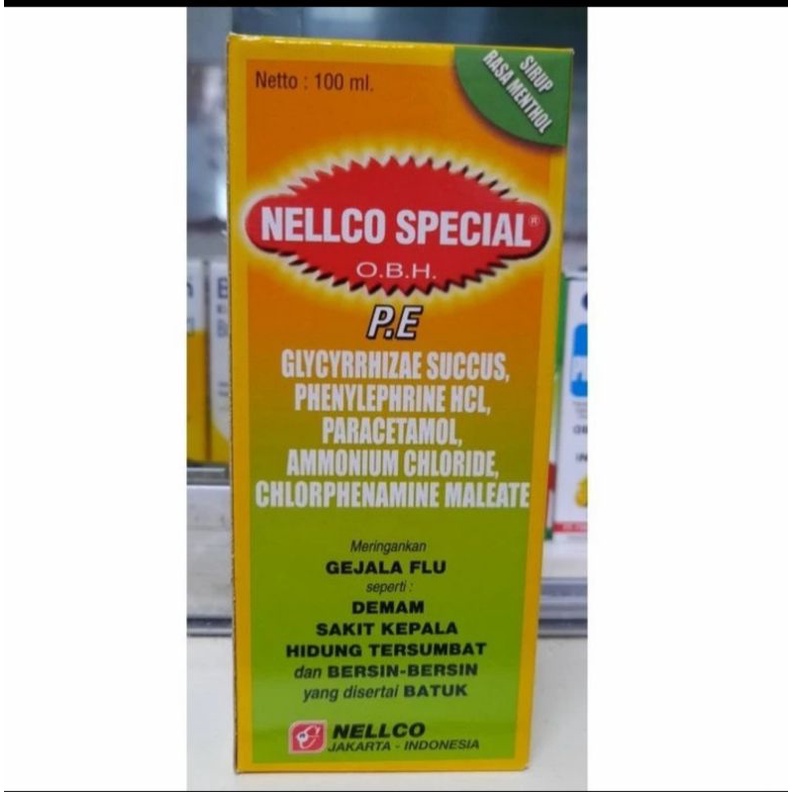 Netto : 100 ml.
SIRUP
RASA MENTHOL
NELLCO SPECIAL®
O.B.H.
P.E
GLYCYRRHIZAE SUCCUS,
PHENYLEPHRINE HCL,
PARACETAMOL,
AMMONIUM CHLORIDE,
CHLORPHENAMINE MALEATE
Meringankan
GEJALA FLU
seperti :
DEMAM
SAKIT KEPALA
HIDUNG TERSUMBAT
dan BERSIN-BERSIN
yang disertai BATUK
NELLCO
JAKARTA - INDONESIA